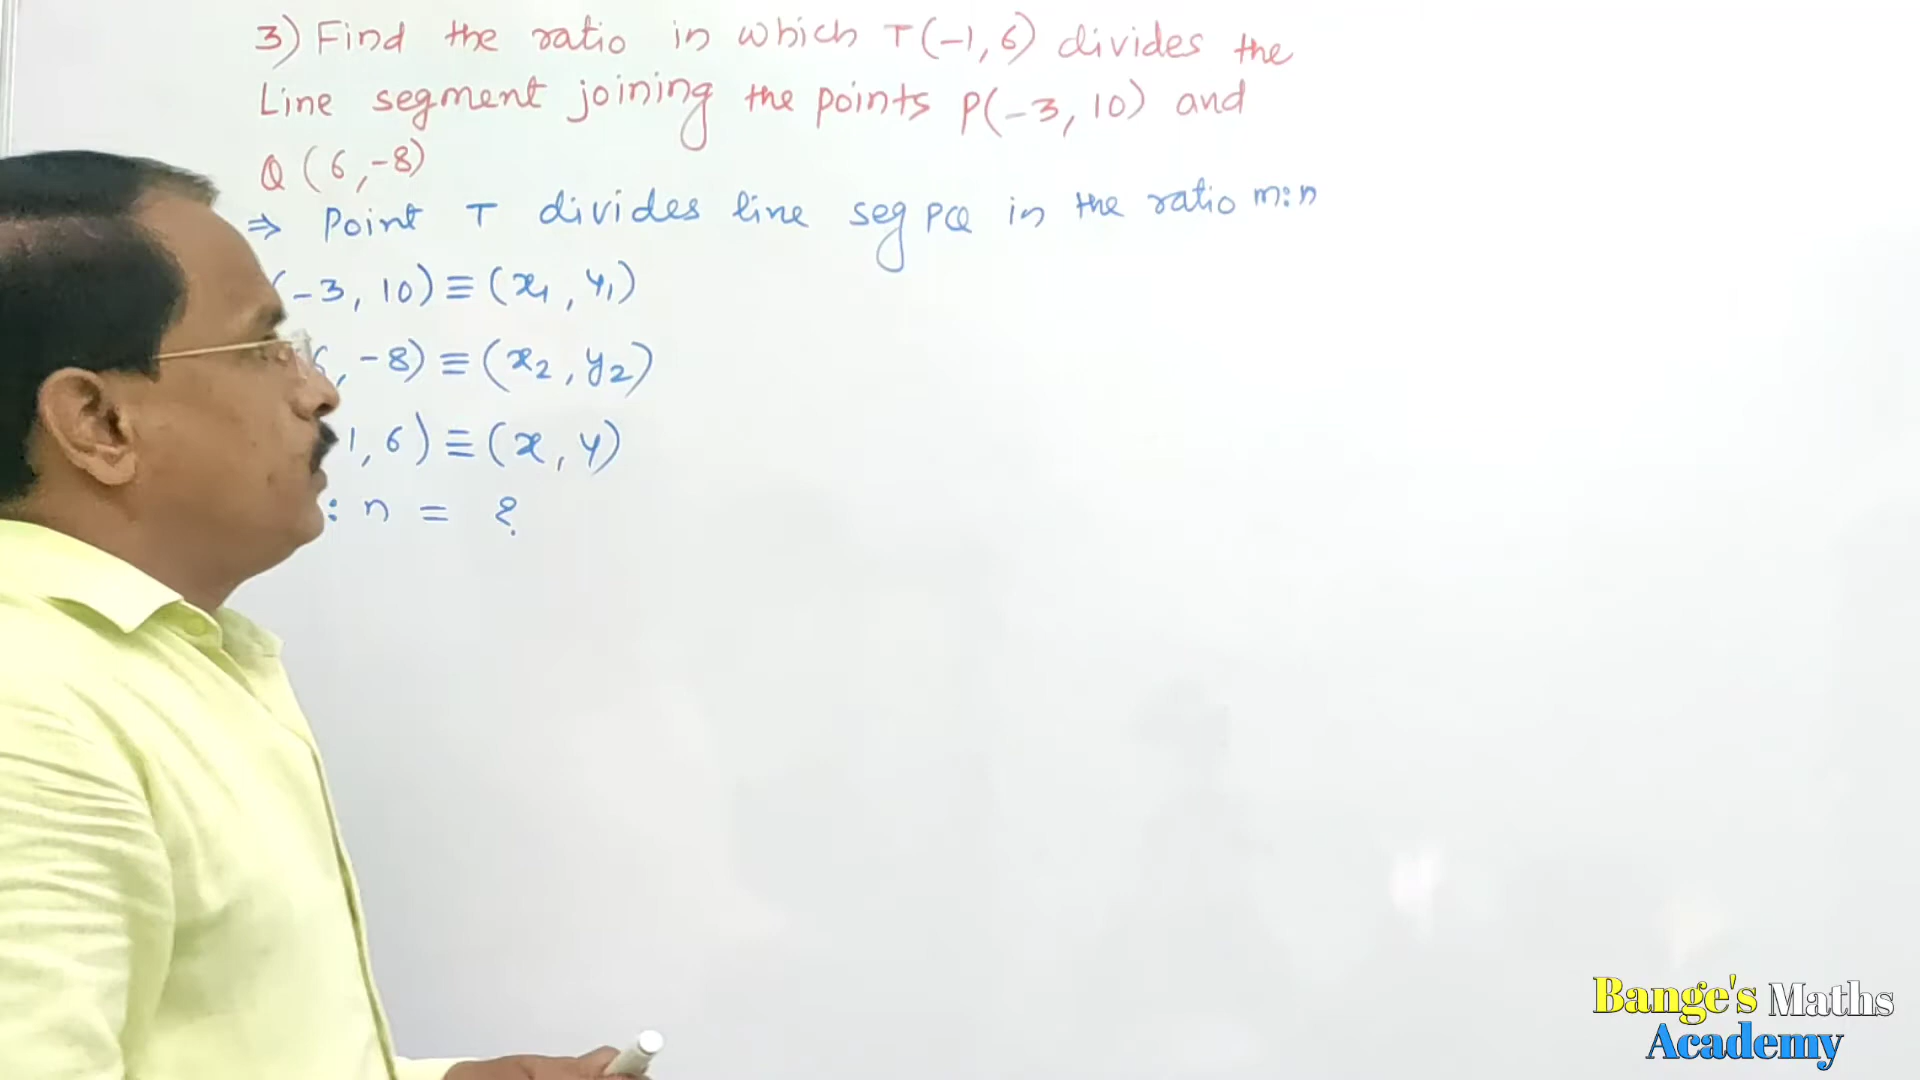 3) Find the ratio in which T(-1, 6) divides the
Line segment joining the points P(-3, 10) and
Q (6, -8)
⇒ Point T divides line seg PQ in the ratio m:n
(-3, 10) ≡ (x₁, y₁)
6, -8) ≡ (x₂, y₂)
1, 6) ≡ (x, y)
: n = ?
Bange's Maths
Academy